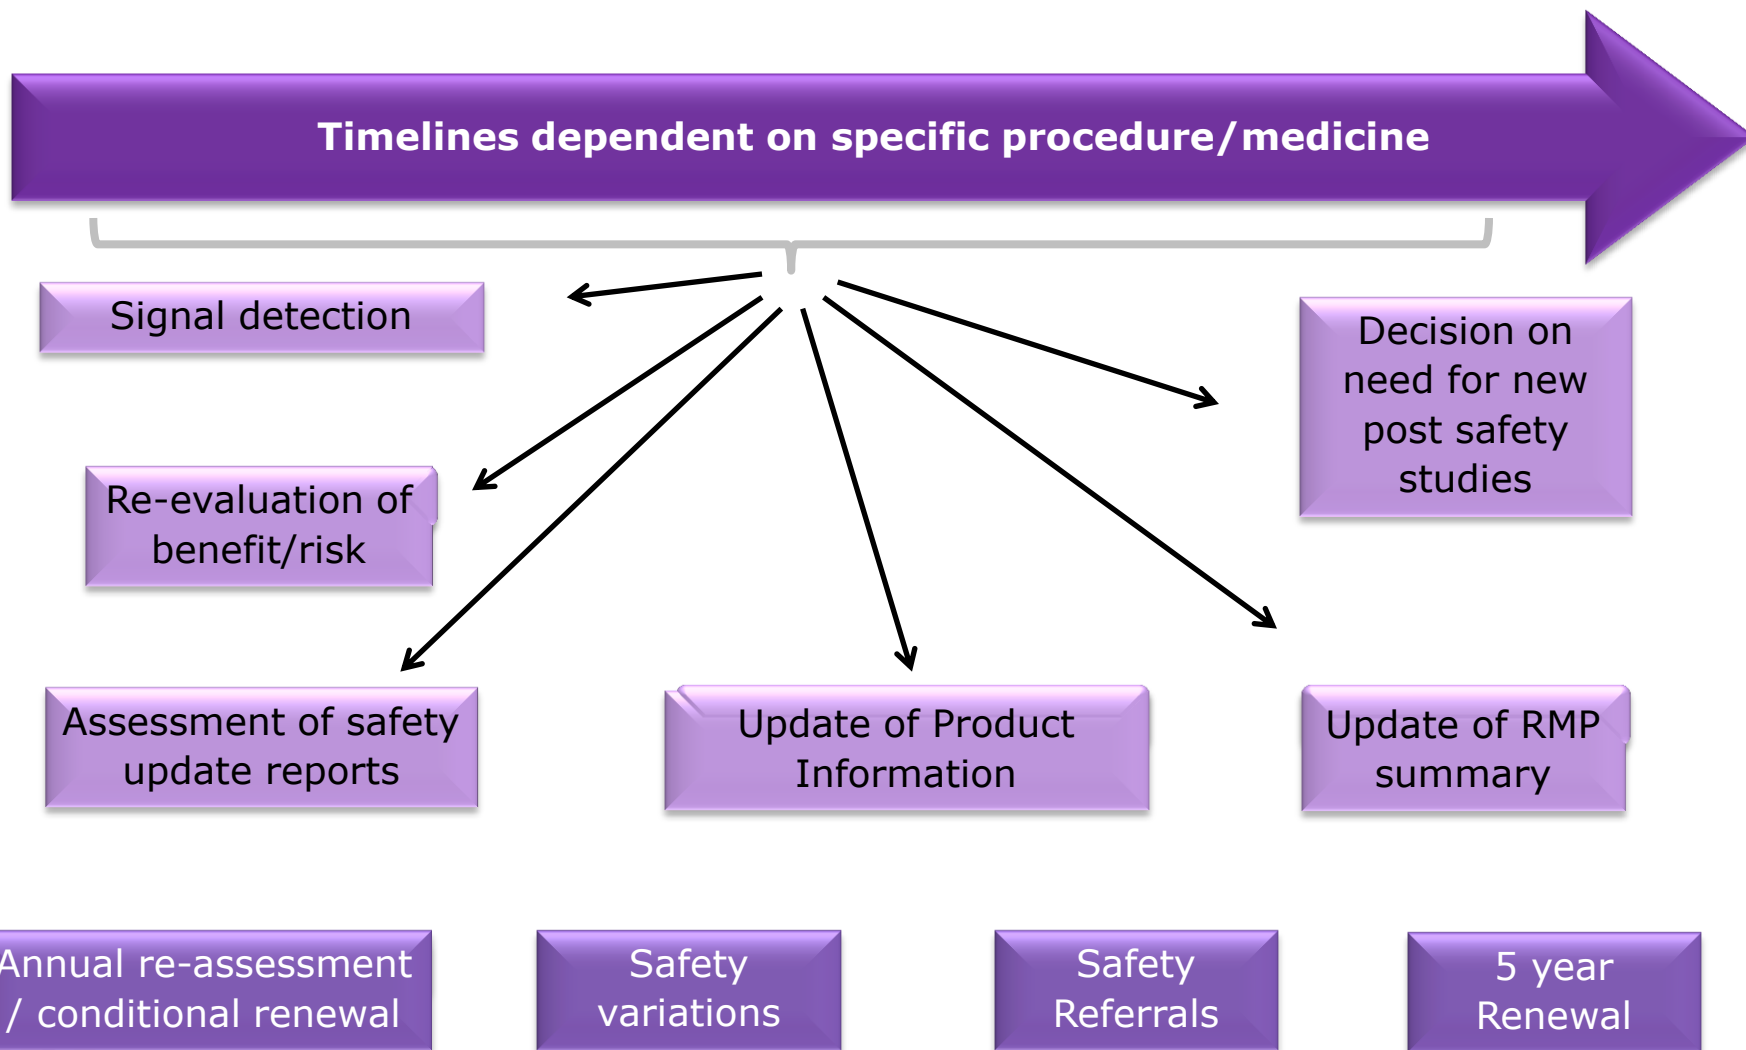 Timelines dependent on specific procedure/medicine
Signal detection
Decision on
need for new
post safety
studies
Re-evaluation of
benefit/risk
Assessment of safety
update reports
Update of Product
Information
Update of RMP
summary
Annual re-assessment
/ conditional renewal
Safety
variations
Safety
Referrals
5 year
Renewal